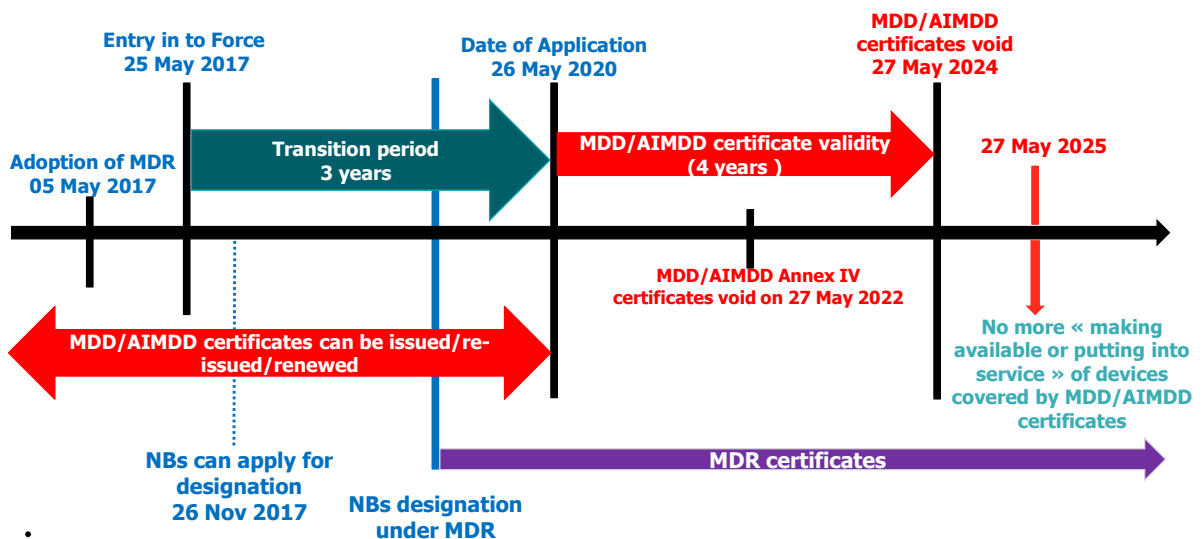 Entry in to Force
25 May 2017
Date of Application
26 May 2020
MDD/AIMDD
certificates void
27 May 2024
Adoption of MDR
05 May 2017
Transition period
3 years
MDD/AIMDD certificate validity
(4 years )
27 May 2025
MDD/AIMDD Annex IV
certificates void on 27 May 2022
MDD/AIMDD certificates can be issued/re-
issued/renewed
No more « making
available or putting into
service » of devices
covered by MDD/AIMDD
certificates
MDR certificates
NBs can apply for
designation
26 Nov 2017
NBs designation
under MDR